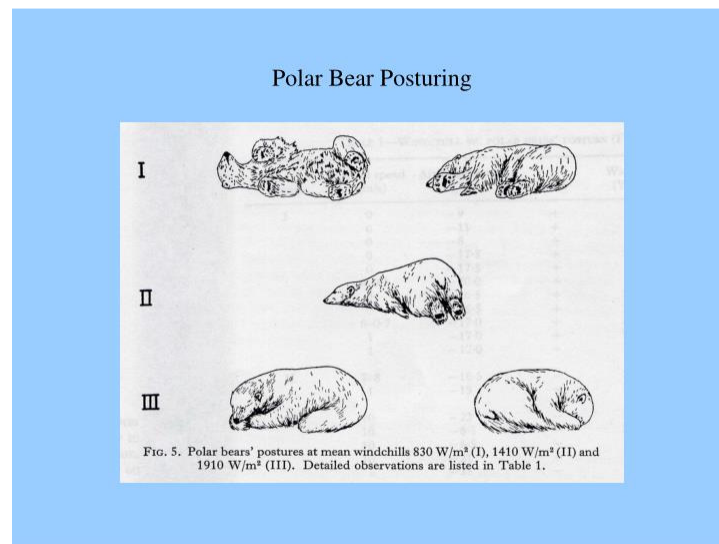 Polar Bear Posturing
I
II
III
FIG. 5. Polar bears' postures at mean windchills 830 W/m² (I), 1410 W/m² (II) and
1910 W/m² (III). Detailed observations are listed in Table 1.